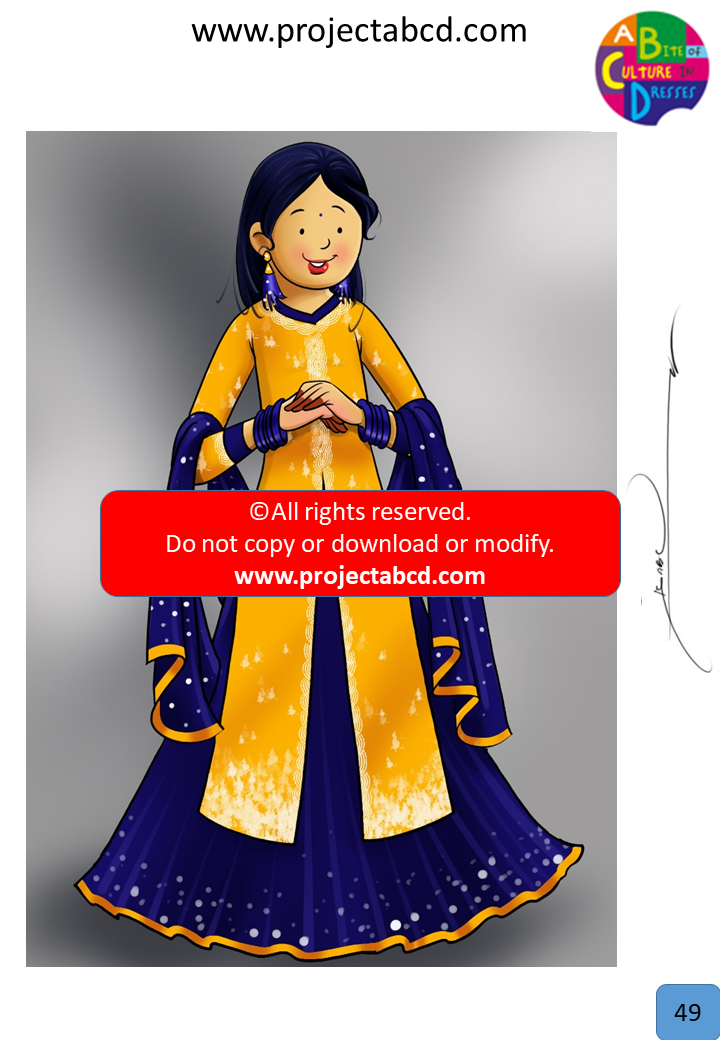 www.projectabcd.com
A BITE OF
CULTURE IN
DRESSES
©All rights reserved.
Do not copy or download or modify.
www.projectabcd.com
49